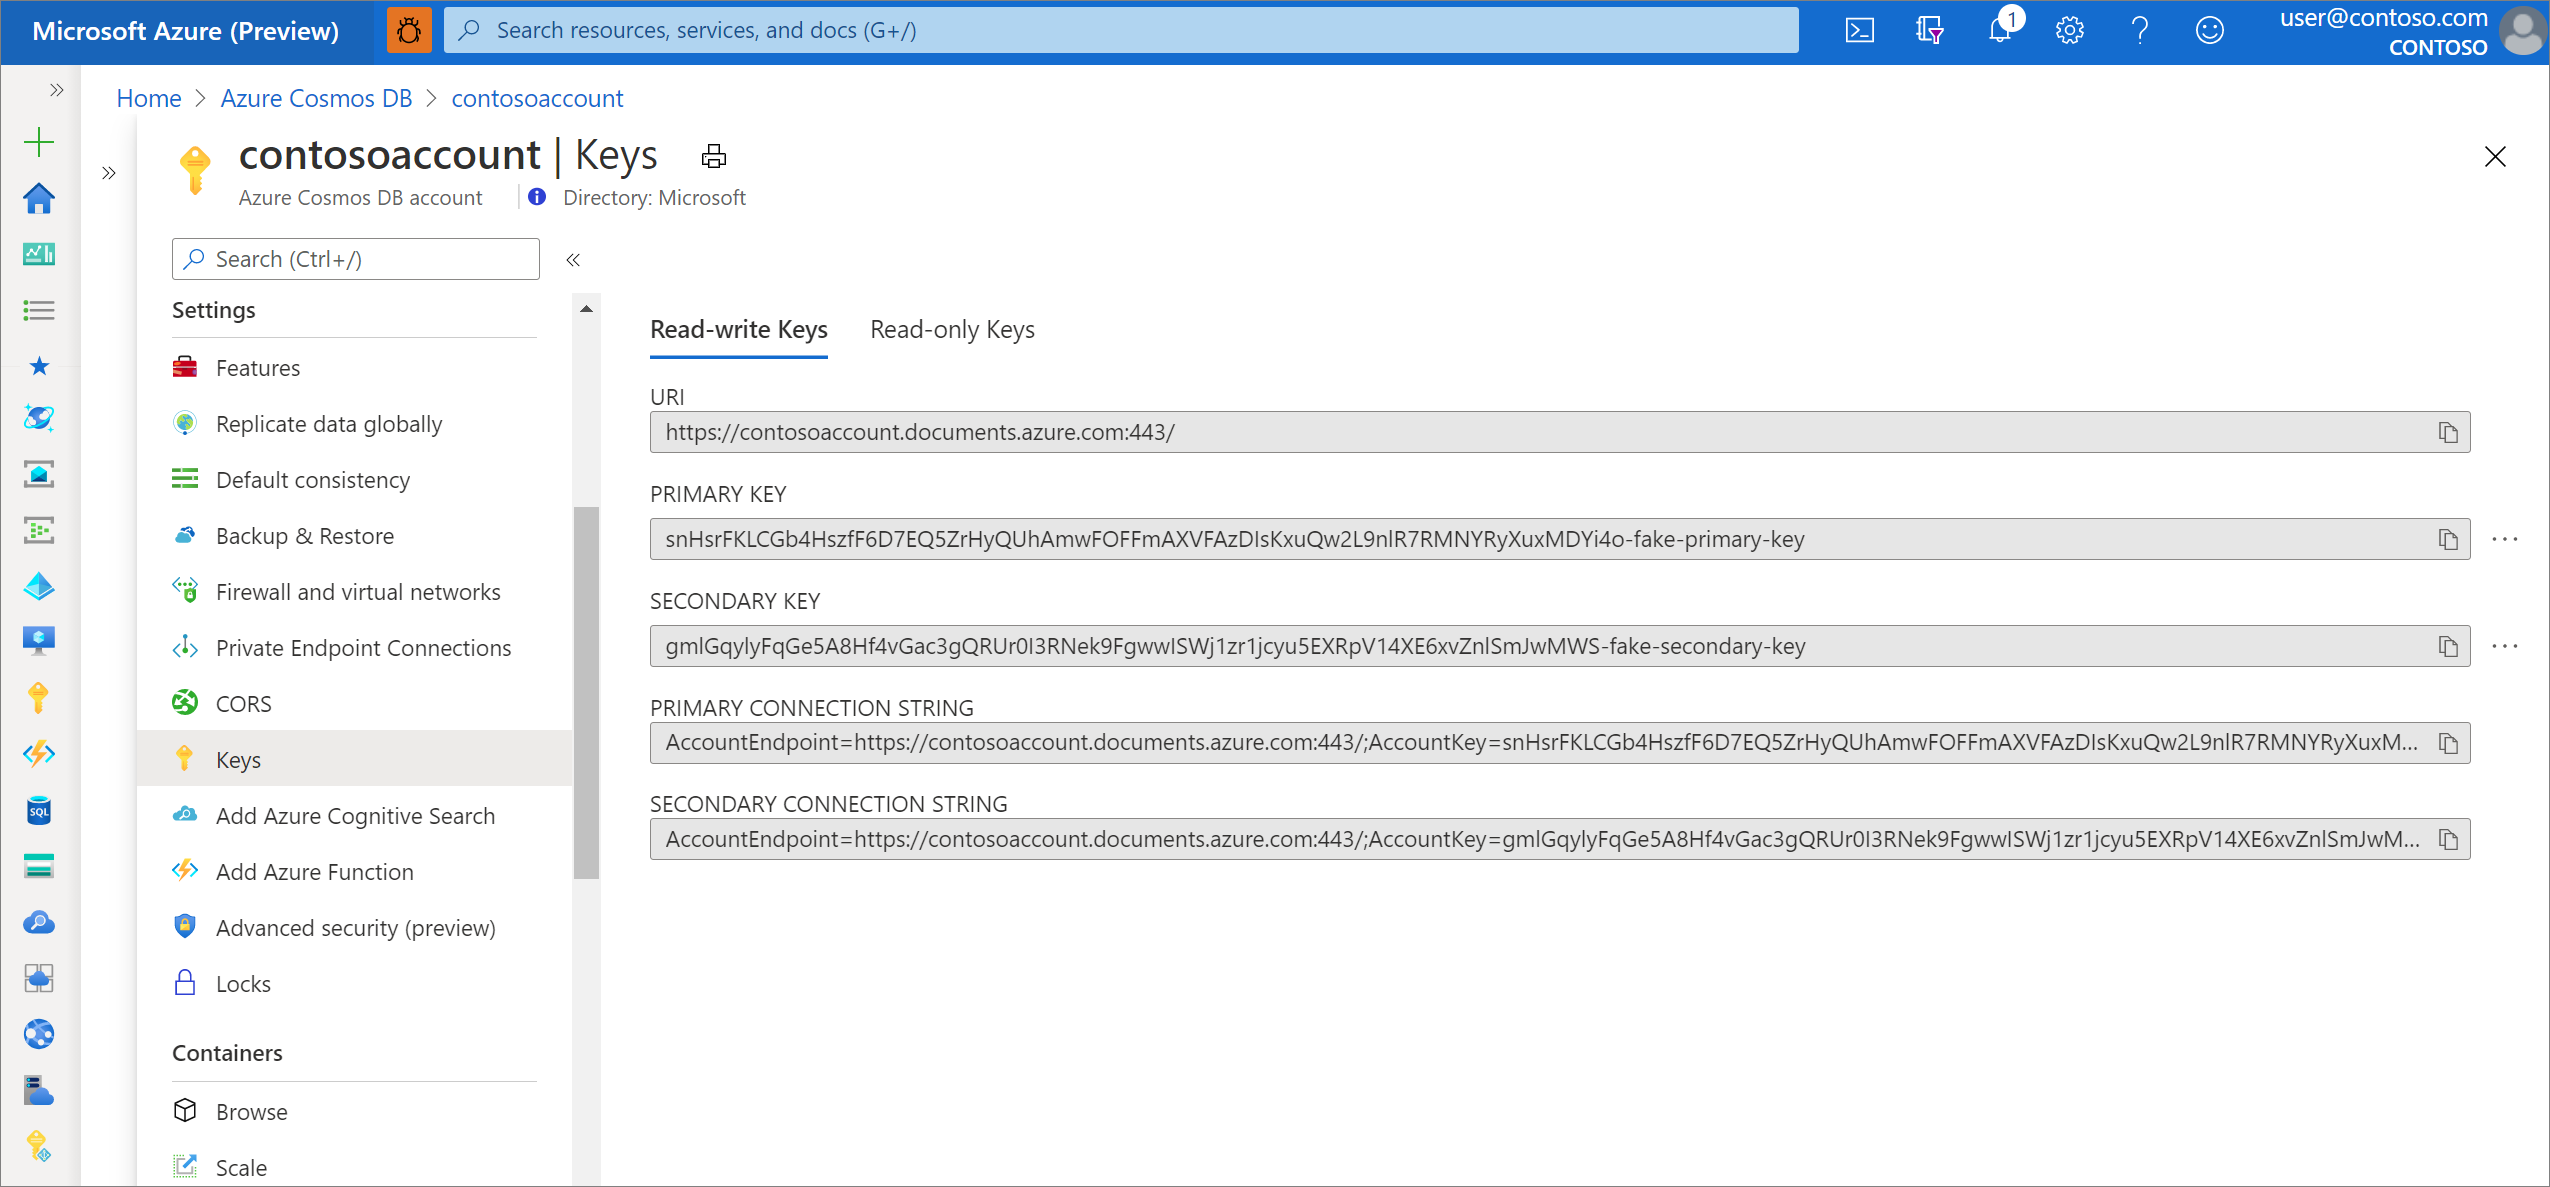 Microsoft Azure (Preview)
Search resources, services, and docs (G+/)
1
user@contoso.com
CONTOSO
Home > Azure Cosmos DB > contosoaccount
contosoaccount | Keys
Azure Cosmos DB account
Directory: Microsoft
Search (Ctrl+/)
Settings
Features
Replicate data globally
Default consistency
Backup & Restore
Firewall and virtual networks
Private Endpoint Connections
CORS
Keys
Add Azure Cognitive Search
Add Azure Function
Advanced security (preview)
Locks
Containers
Browse
Scale
SQL
Read-write Keys
Read-only Keys
URI
https://contosoaccount.documents.azure.com:443/
PRIMARY KEY
snHsrFKLCGb4HszfF6D7EQ5ZrHyQUhAmwFOFFmAXVFAzDIsKxuQw2L9nlR7RMNYRyXuxMDYi4o-fake-primary-key
SECONDARY KEY
gmlGqylyFqGe5A8Hf4vGac3gQRUr0I3RNek9FgwwISWj1zr1jcyu5EXRpV14XE6xvZnlSmJwMWS-fake-secondary-key
PRIMARY CONNECTION STRING
AccountEndpoint=https://contosoaccount.documents.azure.com:443/;AccountKey=snHsrFKLCGb4HszfF6D7EQ5ZrHyQUhAmwFOFFmAXVFAzDIsKxuQw2L9nlR7RMNYRyXuxM...
SECONDARY CONNECTION STRING
AccountEndpoint=https://contosoaccount.documents.azure.com:443/;AccountKey=gmlGqylyFqGe5A8Hf4vGac3gQRUr0I3RNek9FgwwISWj1zr1jcyu5EXRpV14XE6xvZnlSmJwM...